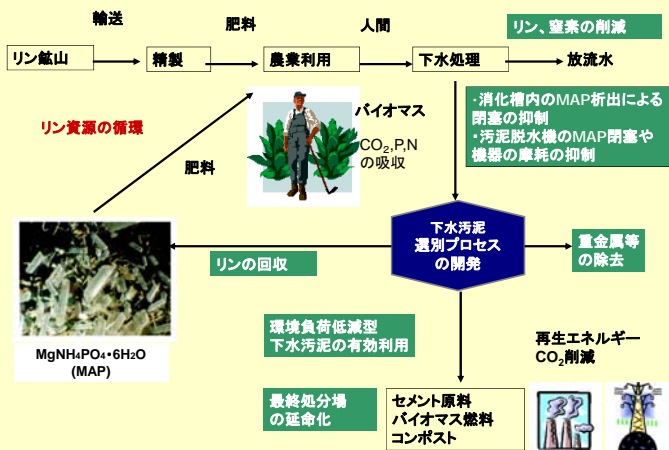 輸送
肥料
人間
リン、窒素の削減
リン鉱山
精製
農業利用
下水処理
放流水
・消化槽内のMAP析出による
閉塞の抑制
・汚泥脱水機のMAP閉塞や
機器の摩耗の抑制
バイオマス
CO2,P,N
の吸収
リン資源の循環
肥料
下水汚泥
選別プロセス
の開発
重金属等
の除去
リンの回収
MgNH4PO4・6H2O
(MAP)
環境負荷低減型
下水汚泥の有効利用
再生エネルギー
CO2削減
最終処分場
の延命化
セメント原料
バイオマス燃料
コンポスト